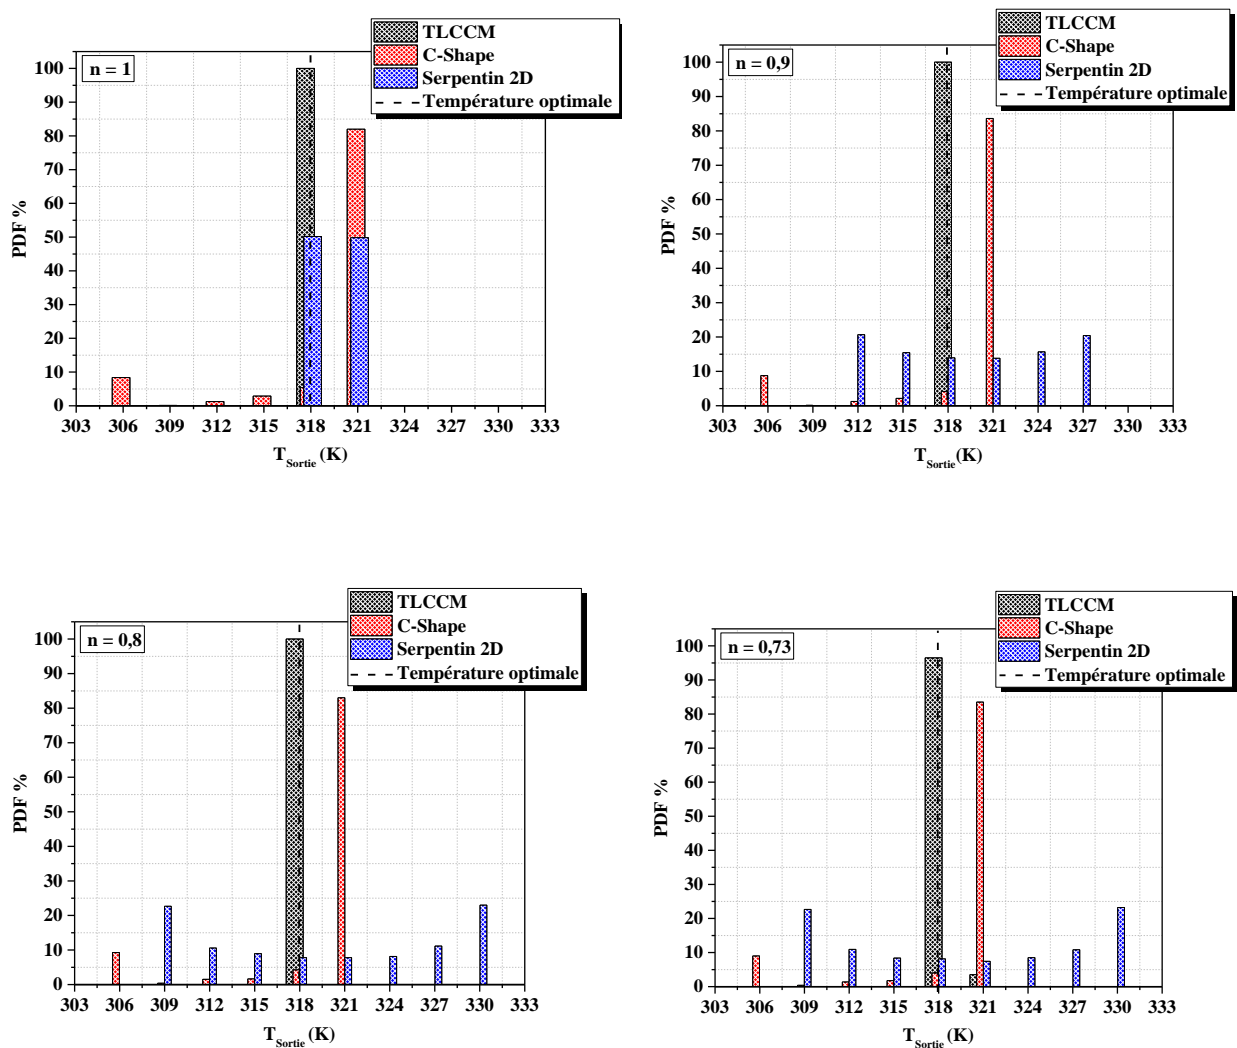 TLCCM
C-Shape
Serpentin 2D
Température optimale
n = 1
100
90
80
70
60
50
40
30
20
10
0
PDF %
303 306 309 312 315 318 321 324 327 330 333
T_Sortie (K)
TLCCM
C-Shape
Serpentin 2D
Température optimale
n = 0,9
100
90
80
70
60
50
40
30
20
10
0
PDF %
303 306 309 312 315 318 321 324 327 330 333
T_Sortie (K)
TLCCM
C-Shape
Serpentin 2D
Température optimale
n = 0,8
100
90
80
70
60
50
40
30
20
10
0
PDF %
303 306 309 312 315 318 321 324 327 330 333
T_Sortie (K)
TLCCM
C-Shape
Serpentin 2D
Température optimale
n = 0,73
100
90
80
70
60
50
40
30
20
10
0
PDF %
303 306 309 312 315 318 321 324 327 330 333
T_Sortie (K)